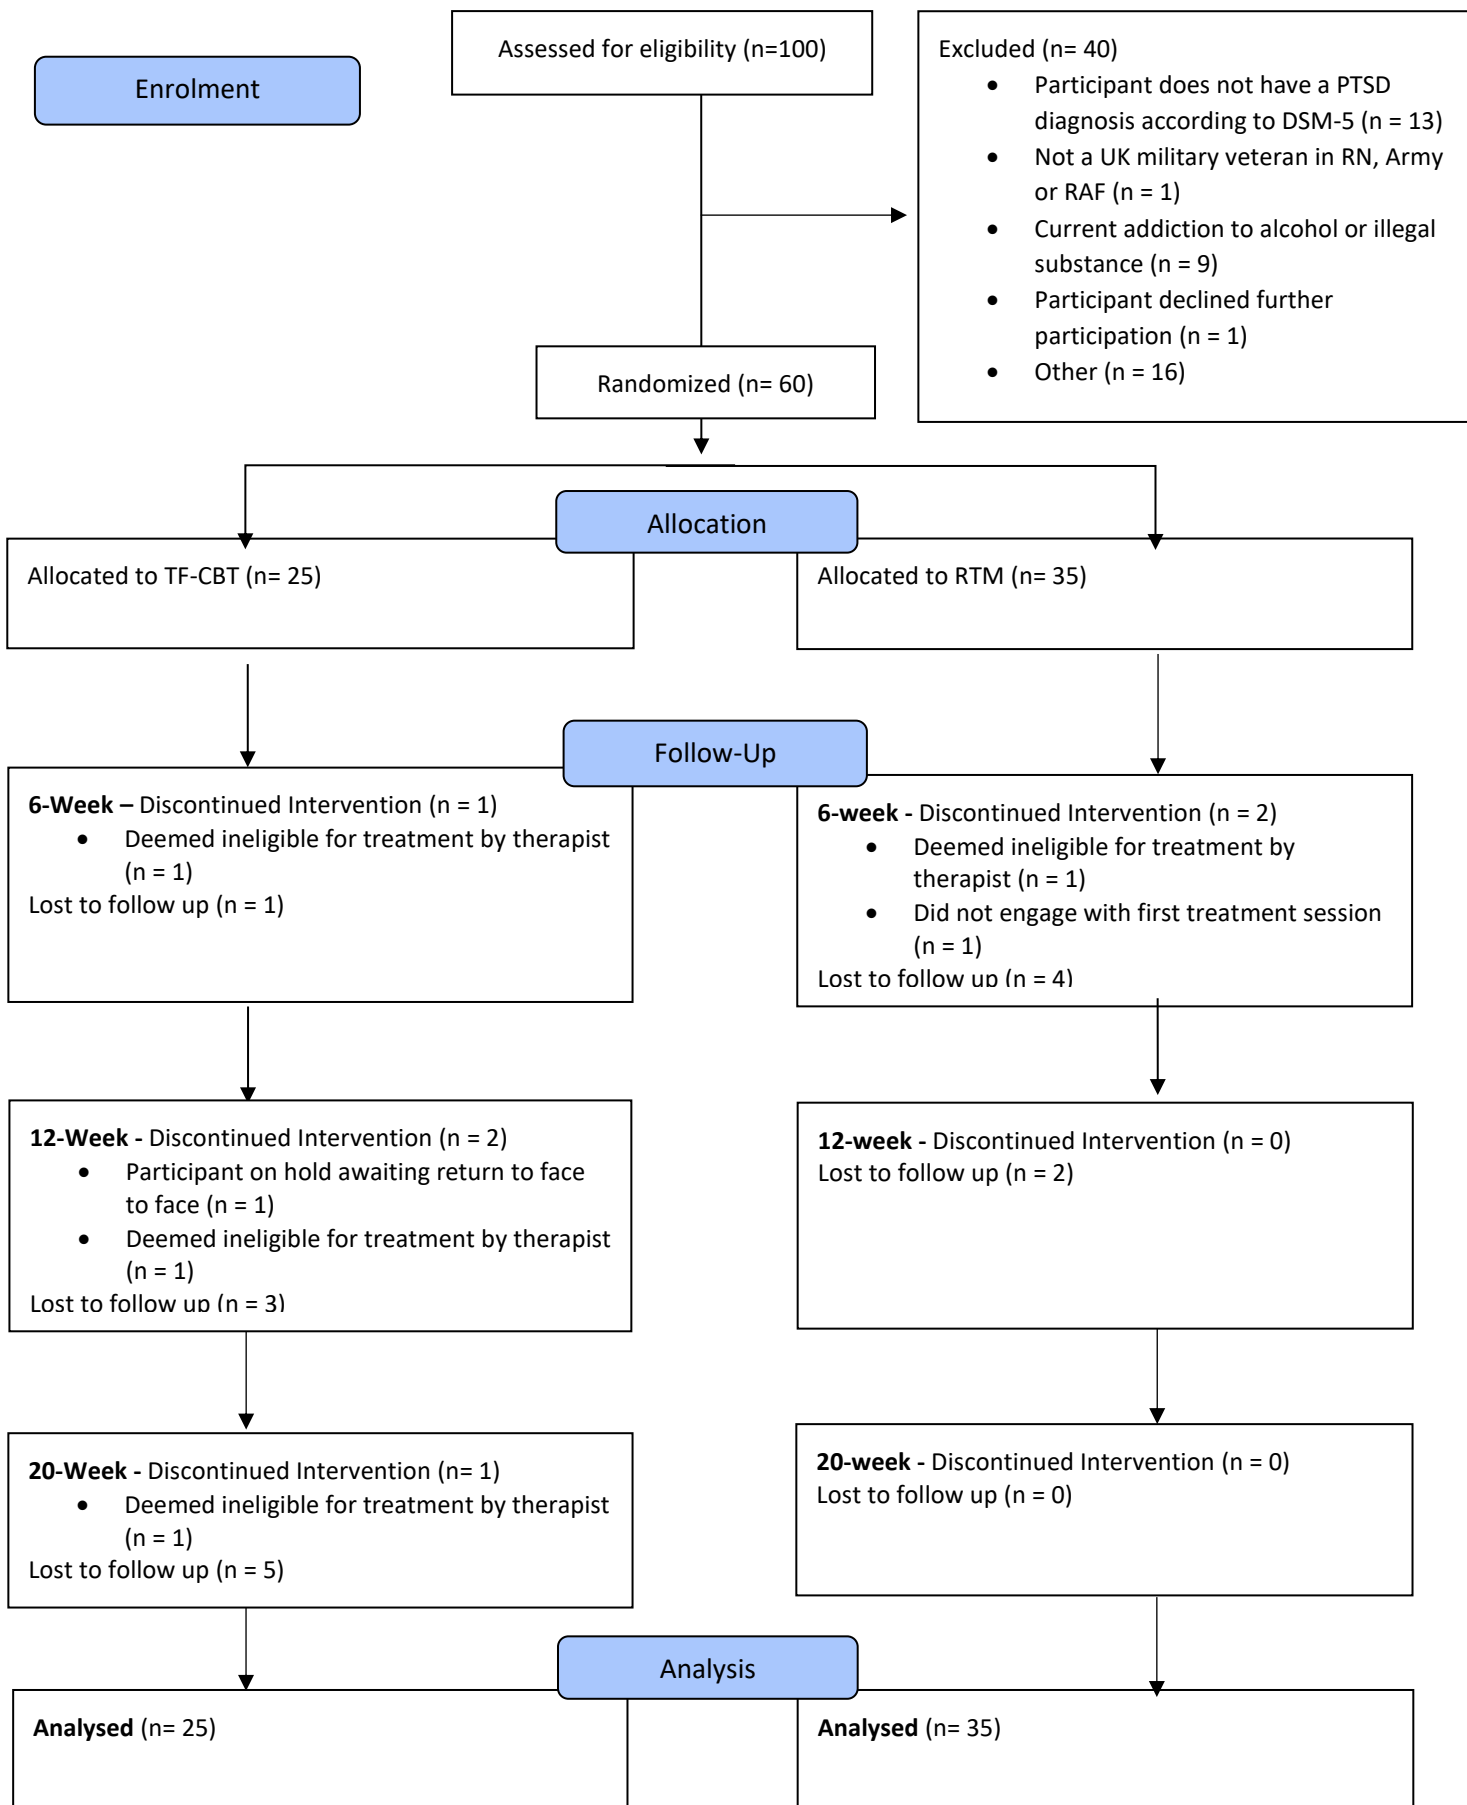 Enrolment
Assessed for eligibility (n=100)
Excluded (n= 40)
• Participant does not have a PTSD
diagnosis according to DSM-5 (n = 13)
• Not a UK military veteran in RN, Army
or RAF (n = 1)
• Current addiction to alcohol or illegal
substance (n = 9)
• Participant declined further
participation (n = 1)
• Other (n = 16)
Randomized (n= 60)
Allocation
Allocated to TF-CBT (n= 25)
Allocated to RTM (n= 35)
Follow-Up
6-Week – Discontinued Intervention (n = 1)
• Deemed ineligible for treatment by therapist
(n = 1)
Lost to follow up (n = 1)
6-week - Discontinued Intervention (n = 2)
• Deemed ineligible for treatment by
therapist (n = 1)
• Did not engage with first treatment session
(n = 1)
Lost to follow up (n = 4)
12-Week - Discontinued Intervention (n = 2)
• Participant on hold awaiting return to face
to face (n = 1)
• Deemed ineligible for treatment by therapist
(n = 1)
Lost to follow up (n = 3)
12-week - Discontinued Intervention (n = 0)
Lost to follow up (n = 2)
20-Week - Discontinued Intervention (n= 1)
• Deemed ineligible for treatment by therapist
(n = 1)
Lost to follow up (n = 5)
20-week - Discontinued Intervention (n = 0)
Lost to follow up (n = 0)
Analysis
Analysed (n= 25)
Analysed (n= 35)